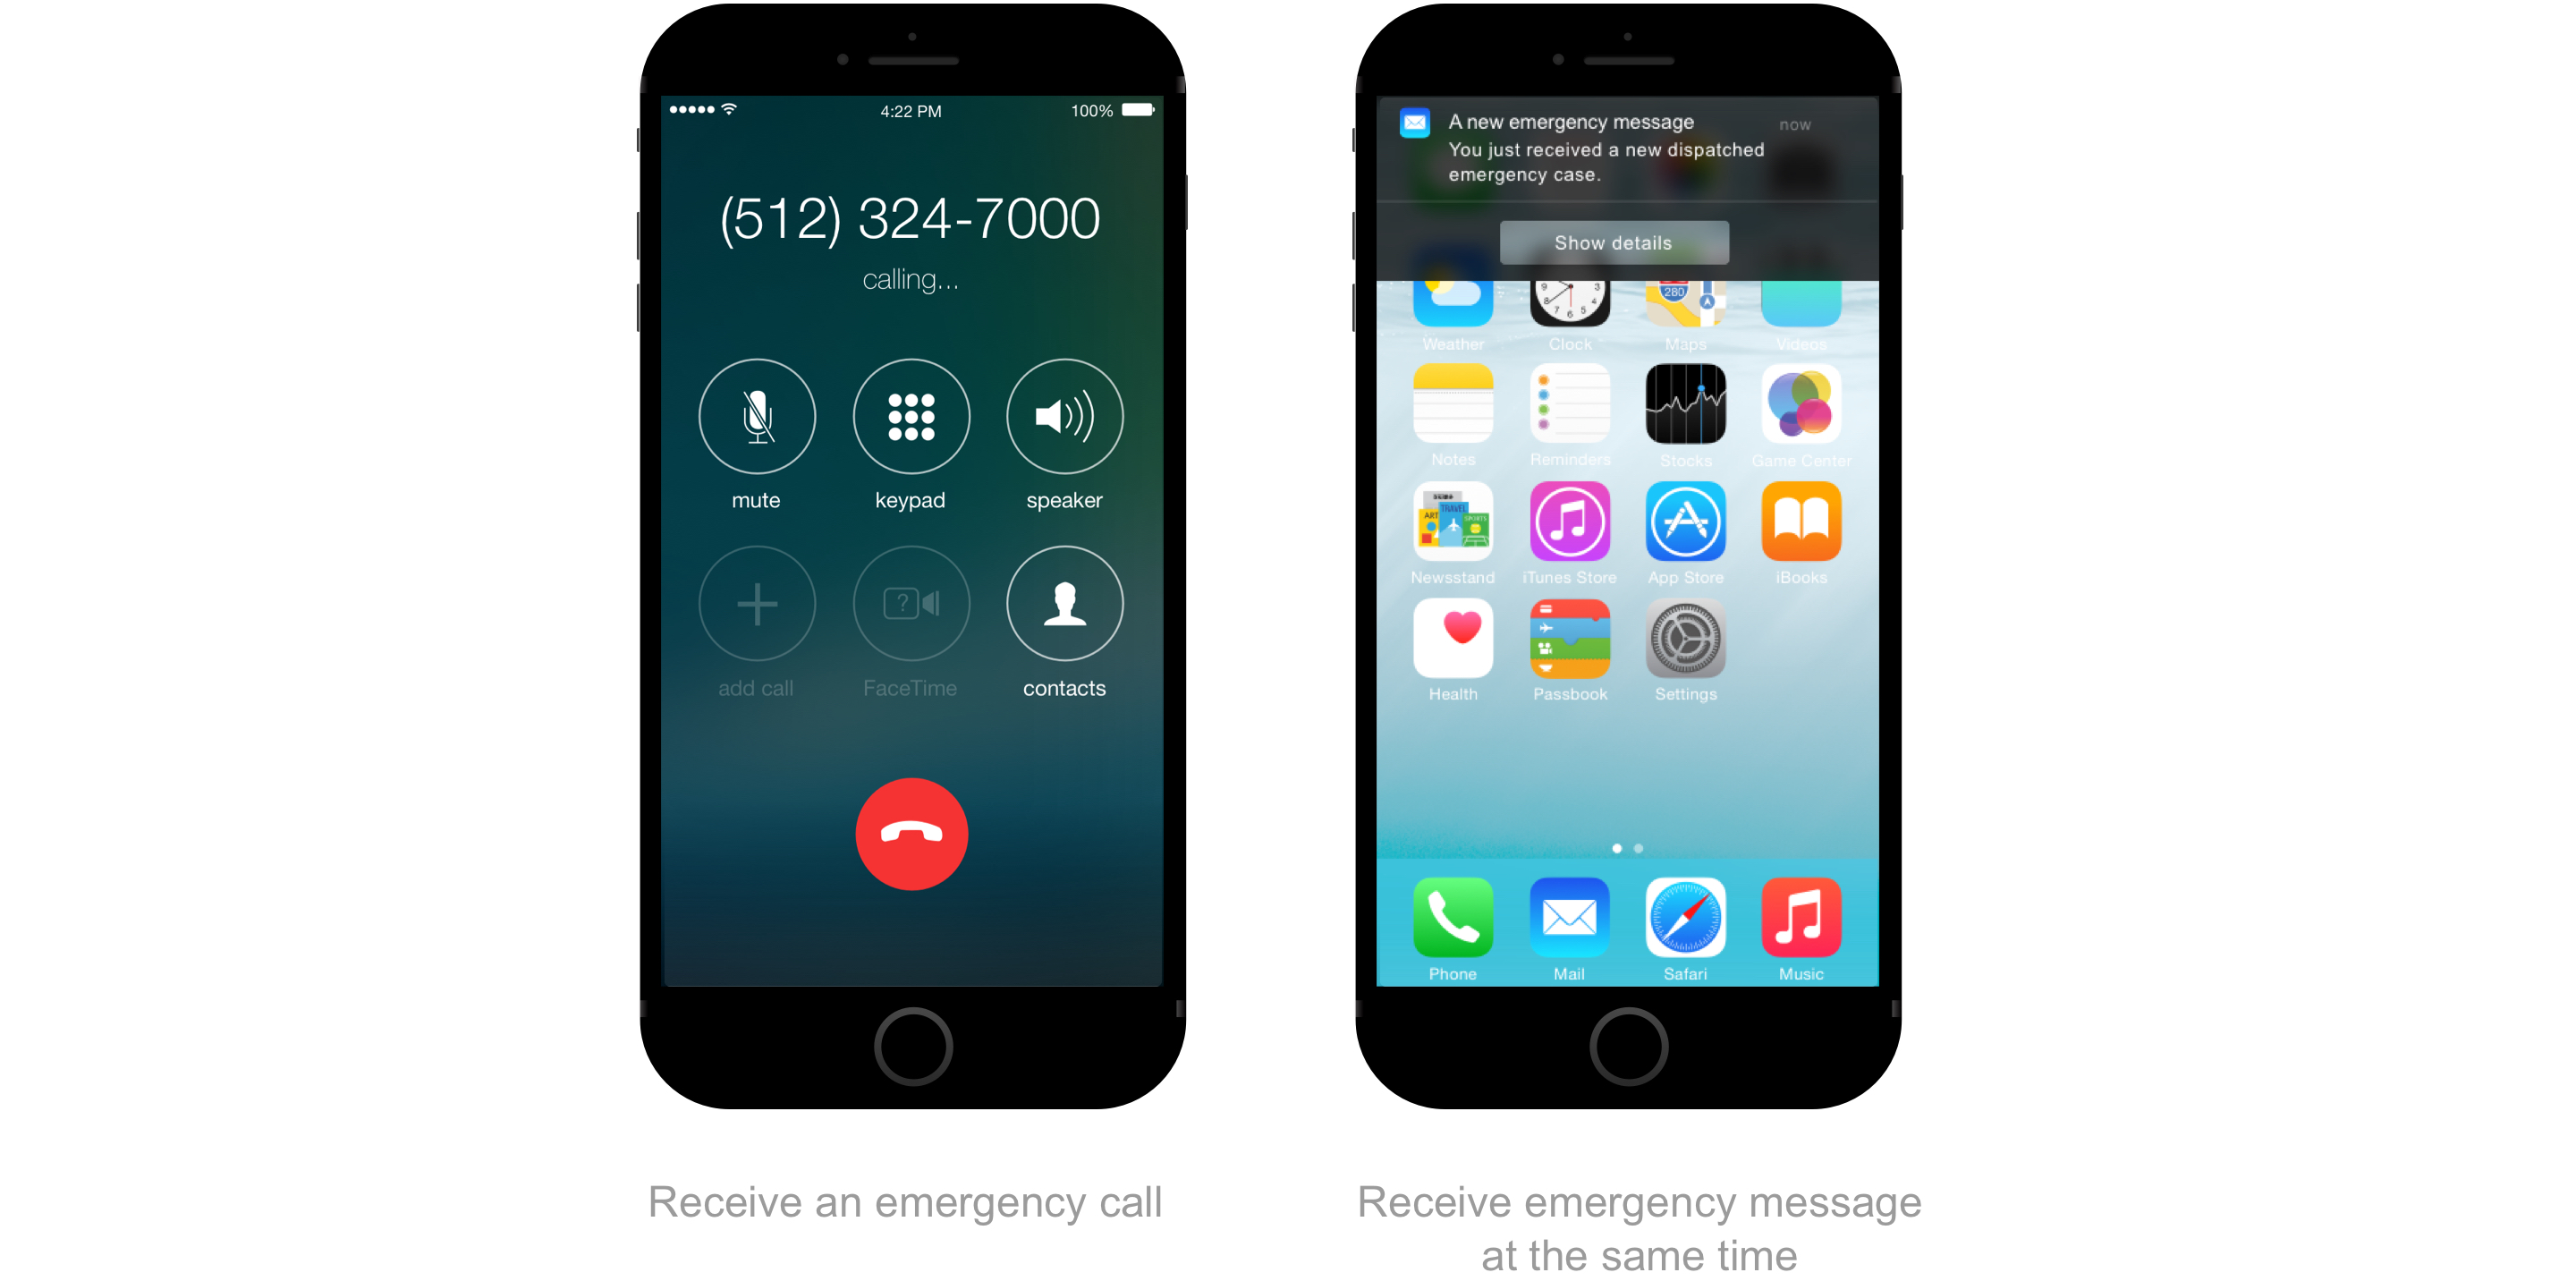 4:22 PM
100%
(512) 324-7000
calling...
mute
keypad
speaker
?
add call
FaceTime
contacts
Receive an emergency call
A new emergency message
now
You just received a new dispatched
emergency case.
Show details
280
Weather
Clock
Maps
Videos
Notes
Reminders
Stocks
Game Center
ART
TRAVEL
SPORTS
Newsstand
iTunes Store
App Store
iBooks
Health
Passbook
Settings
Phone
Mail
Safari
Music
Receive emergency message
at the same time